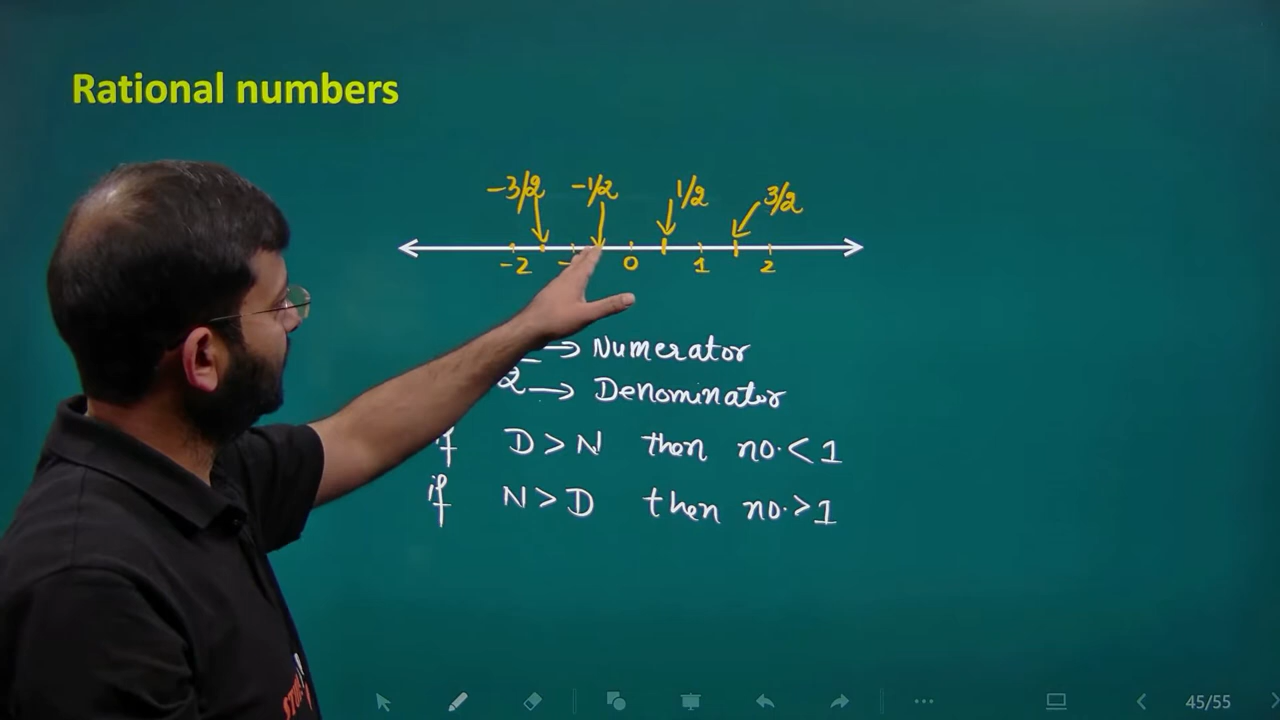 Rational numbers
-3/2 -1/2 1/2 3/2
-2 0 1 2
→ Numerator
2 → Denominator
if D > N then no. < 1
if N > D then no. > 1
45/55